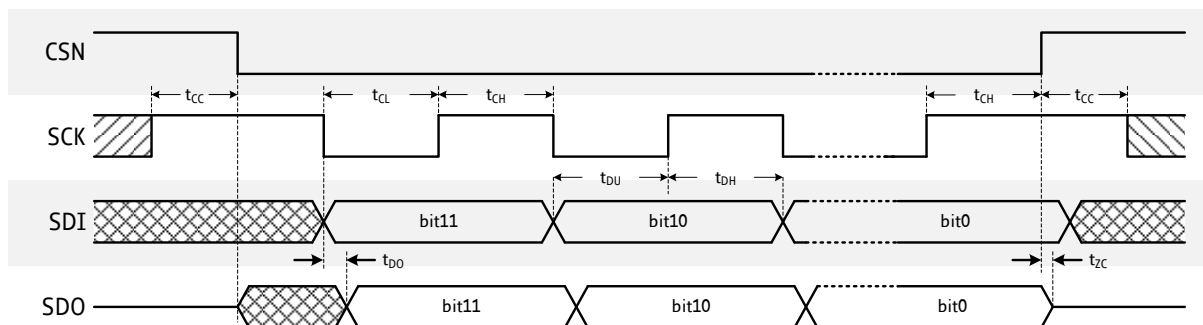 CSN
tCC tCL tCH tCH tCC
SCK
tDU tDH
SDI bit11 bit10 bit0
tDO tZC
SDO bit11 bit10 bit0